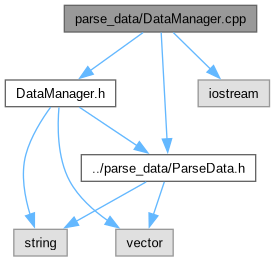 parse_data/DataManager.cpp
DataManager.h
iostream
../parse_data/ParseData.h
string
vector